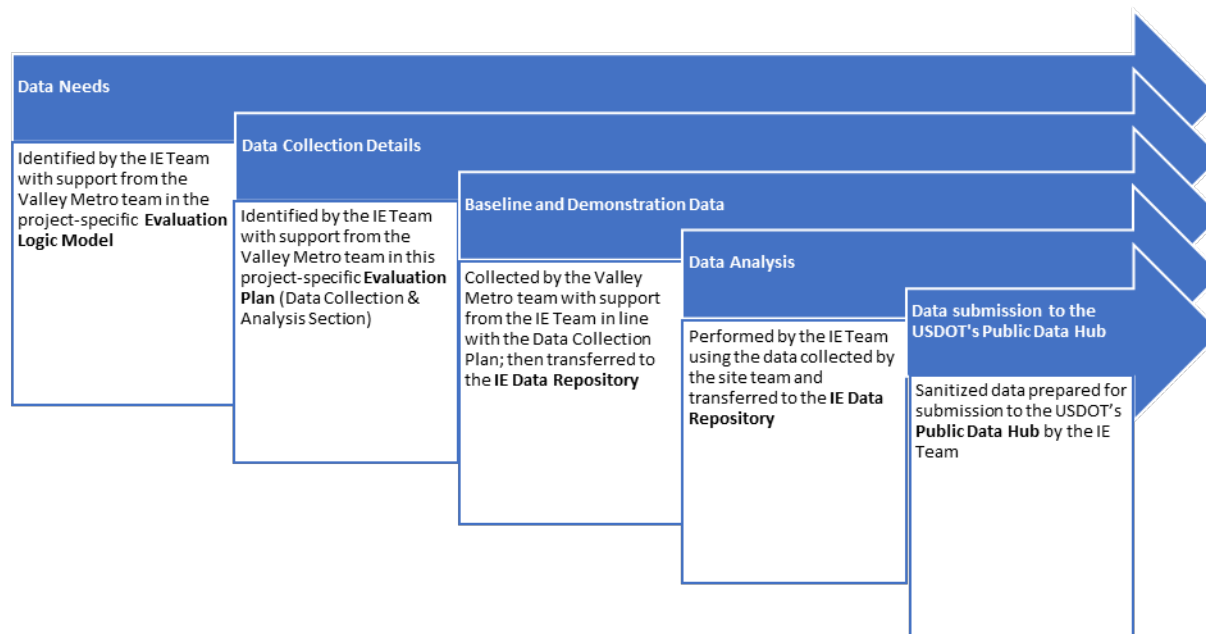 Data Needs
Identified by the IE Team
with support from the
Valley Metro team in the
project-specific Evaluation
Logic Model
Data Collection Details
Identified by the IE Team
with support from the
Valley Metro team in this
project-specific Evaluation
Plan (Data Collection &
Analysis Section)
Baseline and Demonstration Data
Collected by the Valley
Metro team with support
from the IE Team in line
with the Data Collection
Plan; then transferred to
the IE Data Repository
Data Analysis
Performed by the IE Team
using the data collected by
the site team and
transferred to the IE Data
Repository
Data submission to the
USDOT's Public Data Hub
Sanitized data prepared for
submission to the USDOT’s
Public Data Hub by the IE
Team